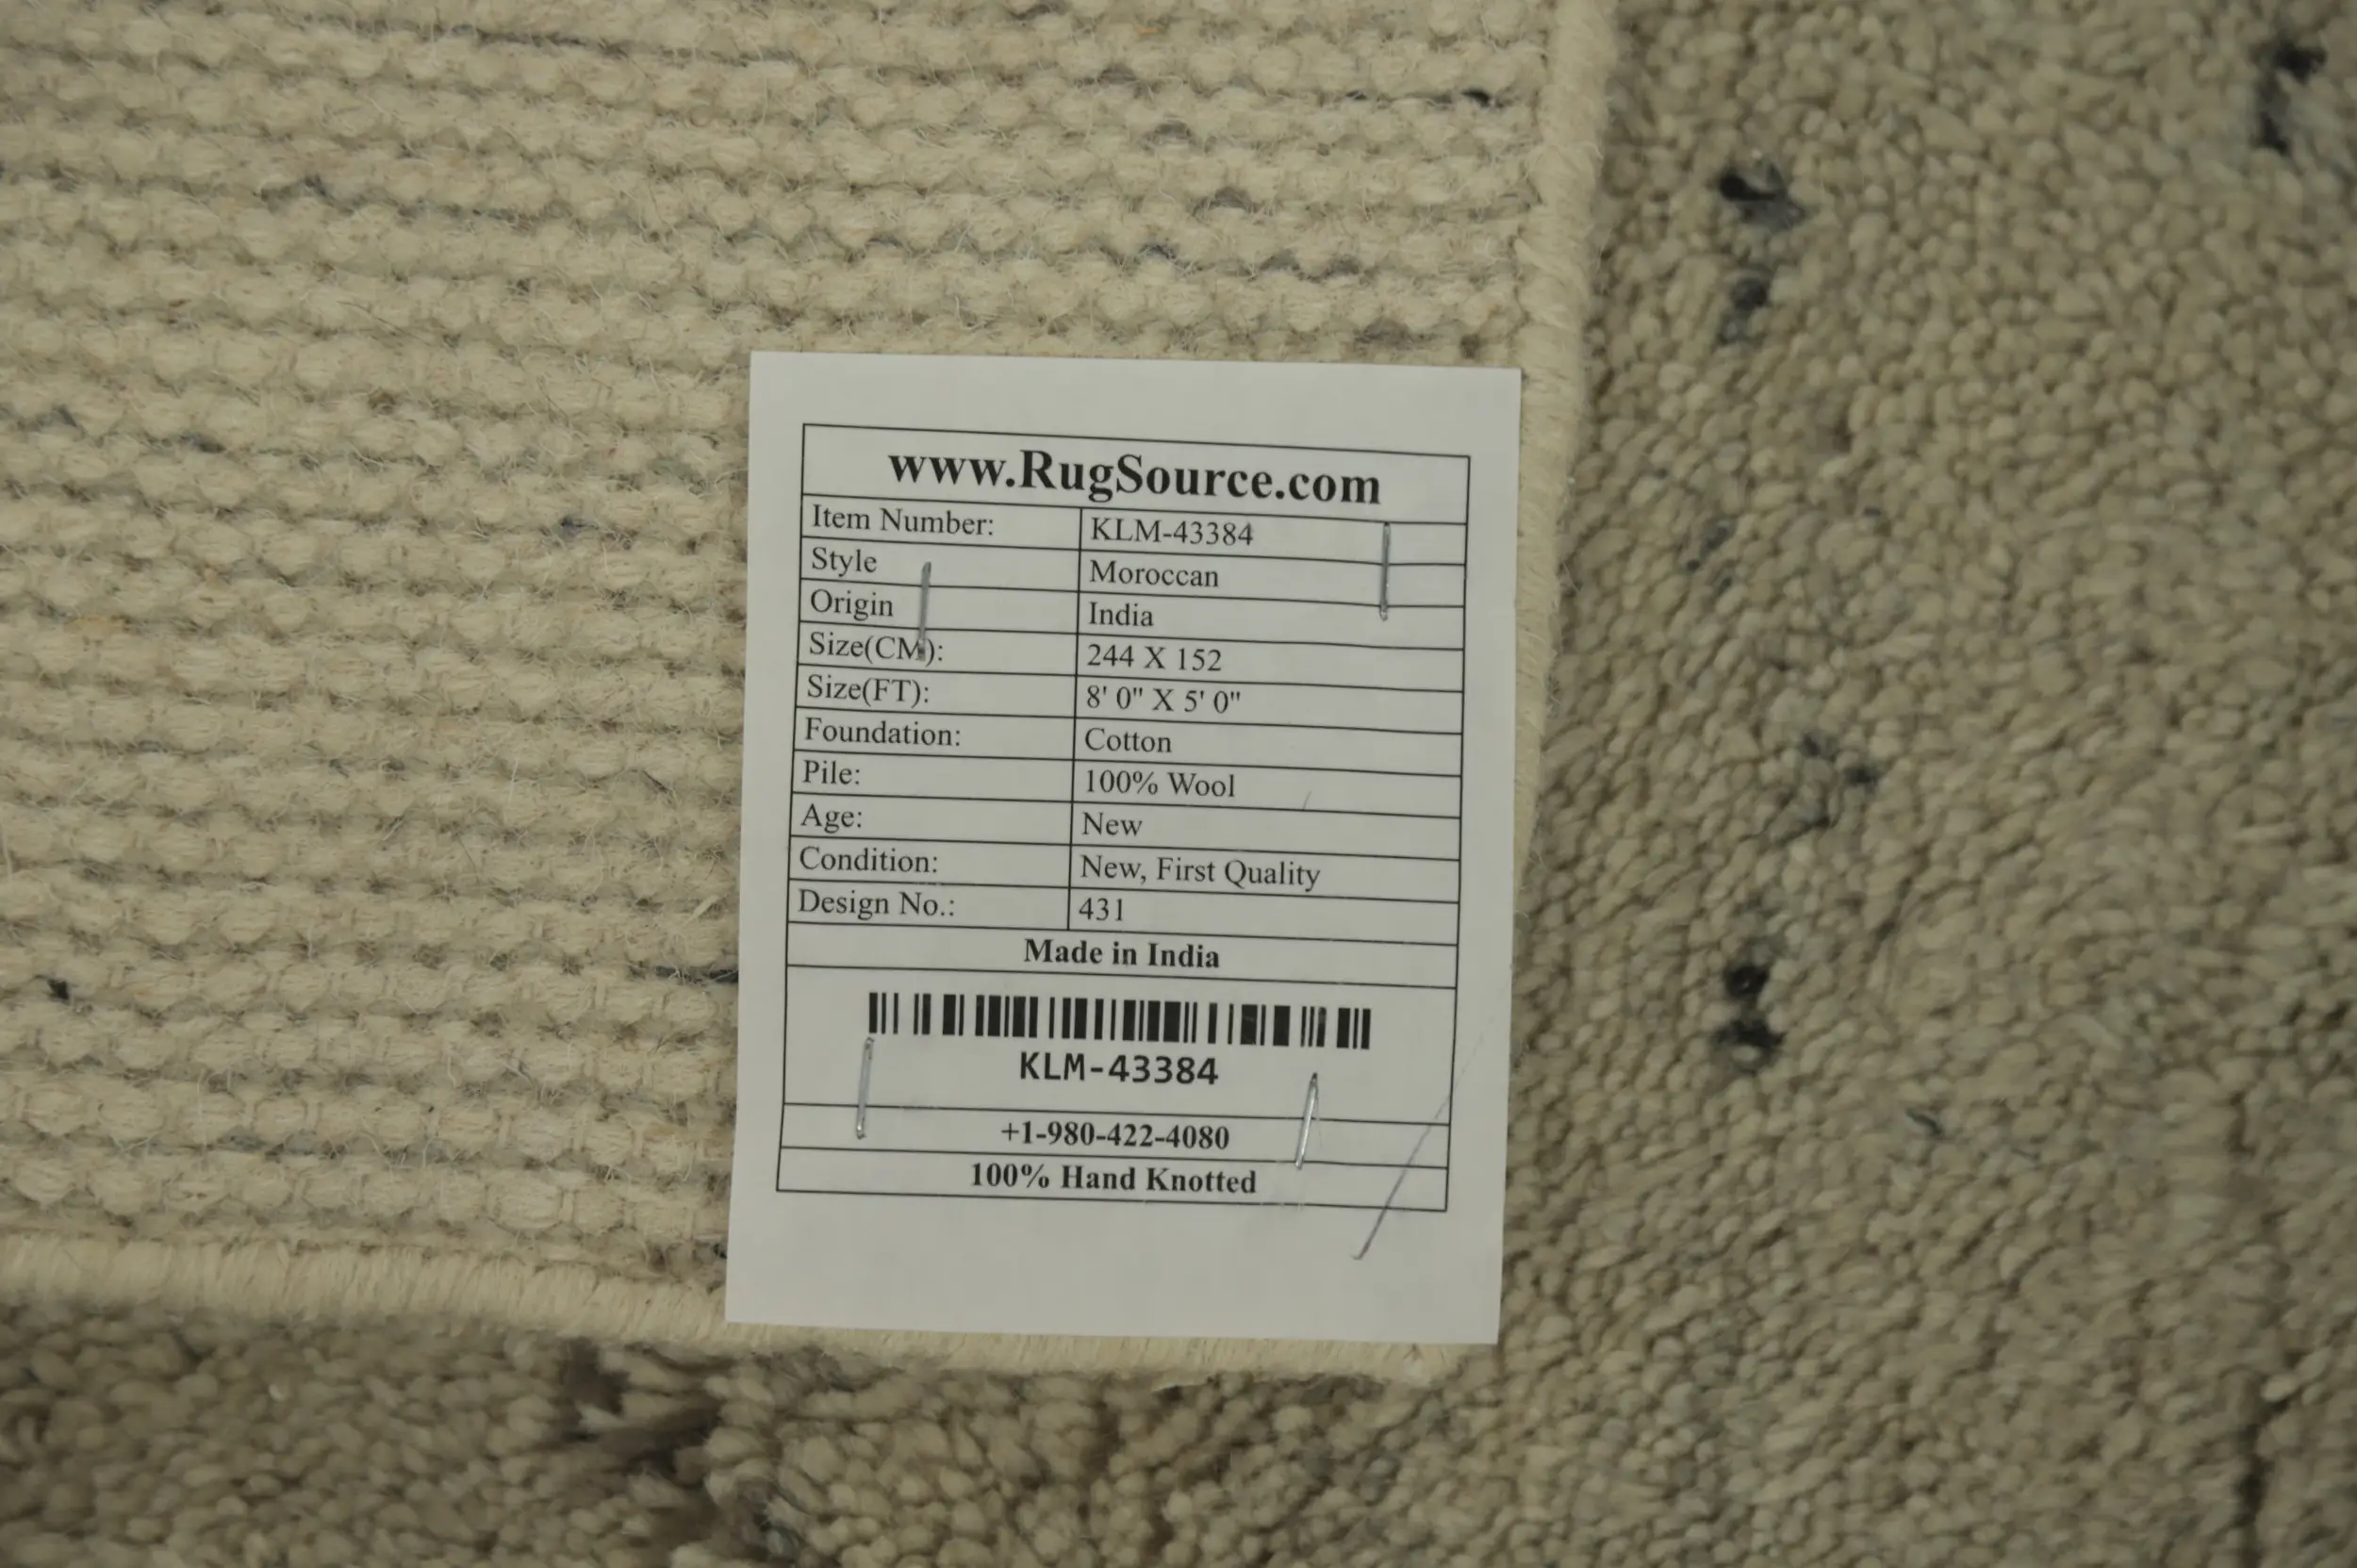 www.RugSource.com
Item Number: KLM-43384
Style Moroccan
Origin India
Size(CM): 244 X 152
Size(FT): 8' 0" X 5' 0"
Foundation: Cotton
Pile: 100% Wool
Age: New
Condition: New, First Quality
Design No.: 431
Made in India
KLM-43384
+1-980-422-4080
100% Hand Knotted